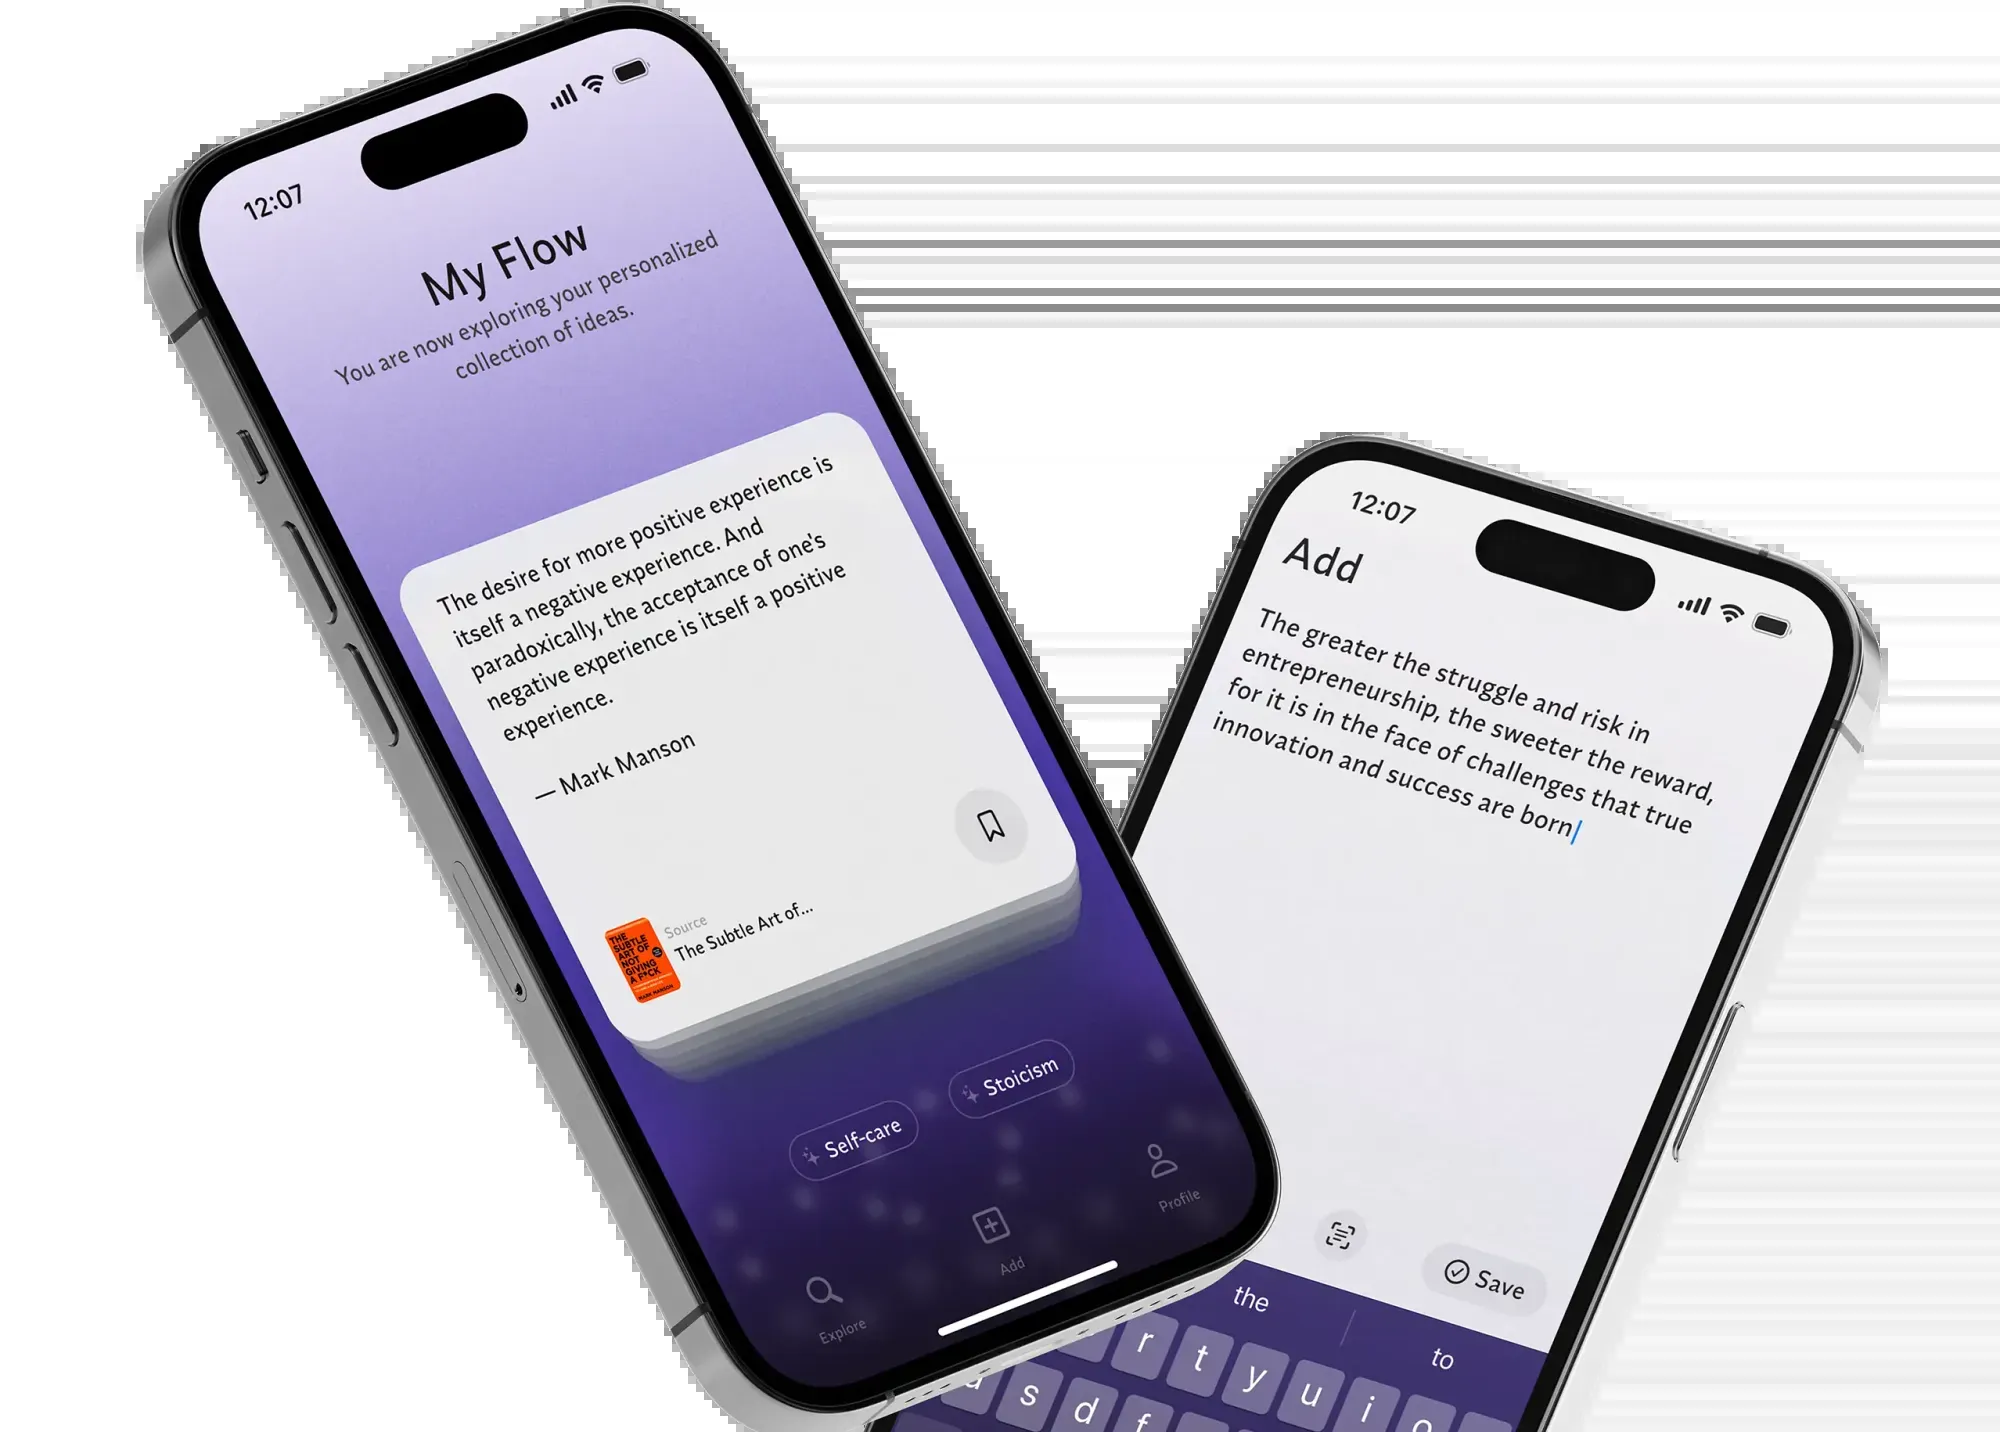 12:07
My Flow
You are now exploring your personalized
collection of ideas.
The desire for more positive experience is
itself a negative experience. And
paradoxically, the acceptance of one's
negative experience is itself a positive
experience.
— Mark Manson
THE
SUBTLE
ART OF
NOT
GIVING
A F*CK
MARK MANSON
Source
The Subtle Art of...
Self-care
Stoicism
Explore
Add
Profile
12:07
Add
The greater the struggle and risk in
entrepreneurship, the sweeter the reward,
for it is in the face of challenges that true
innovation and success are born
Save
the
to
r t y u i o
a s d f